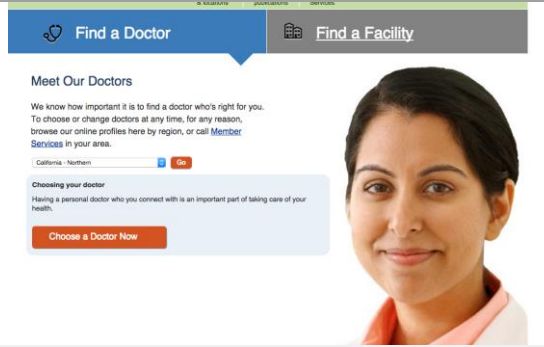 & locations publications services
Find a Doctor Find a Facility
Meet Our Doctors
We know how important it is to find a doctor who's right for you.
To choose or change doctors at any time, for any reason,
browse our online profiles here by region, or call Member
Services in your area.
California - Northern Go
Choosing your doctor
Having a personal doctor who you connect with is an important part of taking care of your
health.
Choose a Doctor Now